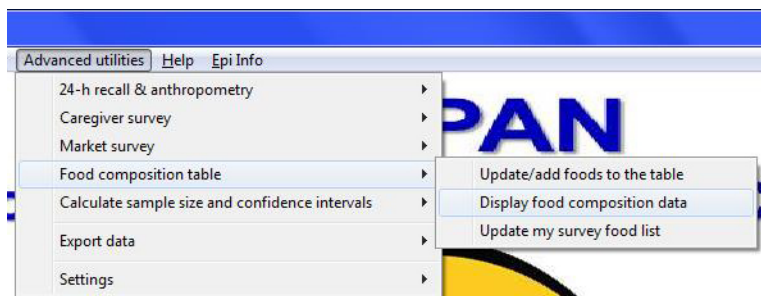 Advanced utilities Help Epi Info
24-h recall & anthropometry
Caregiver survey
Market survey
Food composition table
Calculate sample size and confidence intervals
Export data
Settings
PAN
Update/add foods to the table
Display food composition data
Update my survey food list